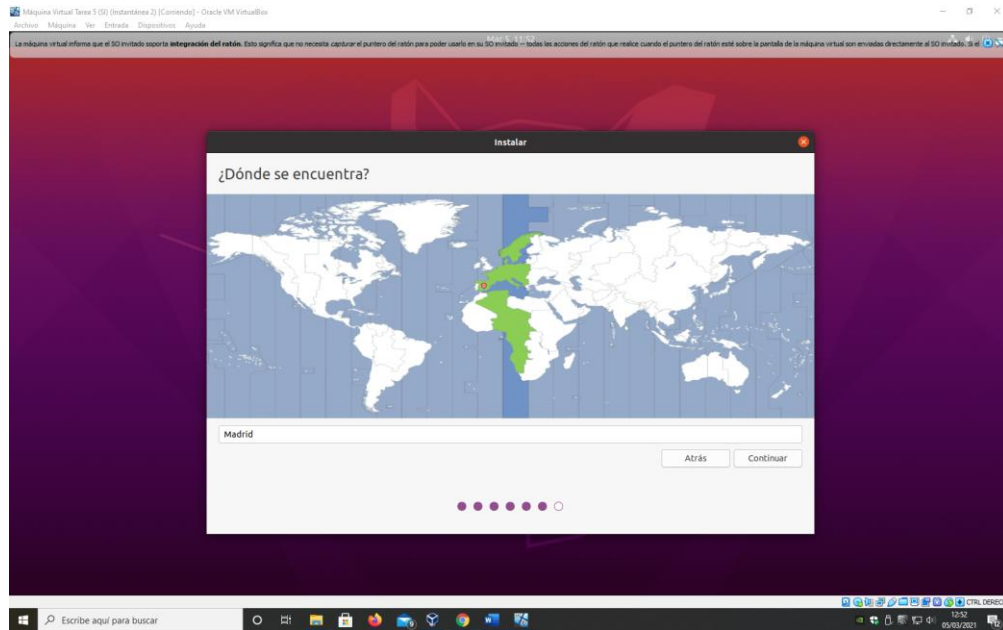 Máquina Virtual Tarea 5 (SI) (Instantánea 2) [Corriendo] - Oracle VM VirtualBox
Archivo Máquina Ver Entrada Dispositivos Ayuda
La máquina virtual informa que el SO invitado soporta integración del ratón. Esto significa que no necesita capturar el puntero del ratón para poder usarlo en su SO invitado — todas las acciones del ratón que realice cuando el puntero del ratón esté sobre la pantalla de la máquina virtual son enviadas directamente al SO invitado. Si el
Instalar
¿Dónde se encuentra?
Madrid
Atrás Continuar
CTRL DEREC
Escribe aquí para buscar
12:52
05/03/2021